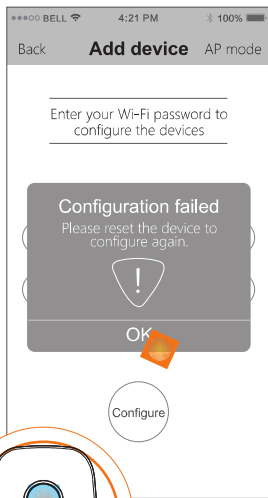 BELL 4:21 PM 100%
Back Add device AP mode
Enter your Wi-Fi password to
configure the devices
Configuration failed
Please reset the device to
configure again.
!
OK
Configure